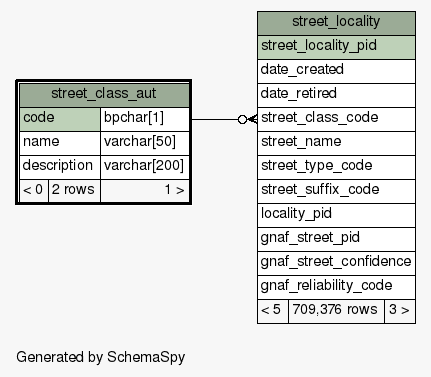 street_class_aut
code bpchar[1]
name varchar[50]
description varchar[200]
< 0 2 rows 1 >
street_locality
street_locality_pid
date_created
date_retired
street_class_code
street_name
street_type_code
street_suffix_code
locality_pid
gnaf_street_pid
gnaf_street_confidence
gnaf_reliability_code
< 5 709,376 rows 3 >
Generated by SchemaSpy